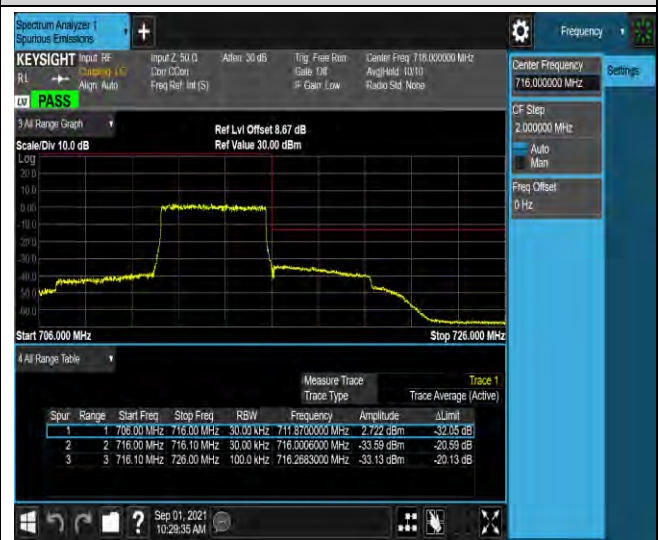 Spectrum Analyzer 1
Spurious Emissions
Frequency
KEYSIGHT Input: RF
RL
Coupling: DC
Align: Auto
Input Z: 50 Ω
Corr CCorr
Freq Ref: Int (S)
Atten: 30 dB
Trig: Free Run
Gate: Off
IF Gain: Low
Center Freq: 716.000000 MHz
Avg|Hold: 10/10
Radio Std: None
LV PASS
Center Frequency
716.000000 MHz
Settings
CF Step
2.000000 MHz
Auto
Man
Freq Offset
0 Hz
3 All Range Graph
Scale/Div 10.0 dB
Ref Lvl Offset 8.67 dB
Ref Value 30.00 dBm
Log
20.0
10.0
0.00
-10.0
-20.0
-30.0
-40.0
-50.0
-60.0
Start 706.000 MHz
Stop 726.000 MHz
4 All Range Table
Measure Trace Trace 1
Trace Type Trace Average (Active)
Spur Range Start Freq Stop Freq RBW Frequency Amplitude ΔLimit
1 1 706.00 MHz 716.00 MHz 30.00 kHz 711.8700000 MHz 2.722 dBm -32.05 dB
2 2 716.00 MHz 716.10 MHz 30.00 kHz 716.0006000 MHz -33.59 dBm -20.59 dB
3 3 716.10 MHz 726.00 MHz 100.0 kHz 716.2683000 MHz -33.13 dBm -20.13 dB
Sep 01, 2021
10:29:35 AM